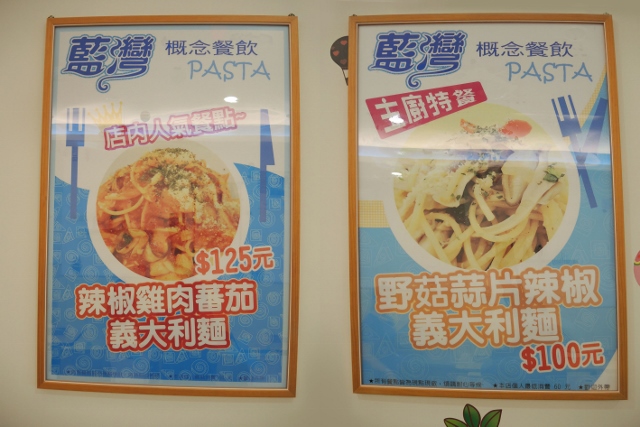 藍灣
概念餐飲
PASTA
店內人氣餐點~
$125元
辣椒雞肉蕃茄
義大利麵
藍灣
概念餐飲
PASTA
主廚特餐
野菇蒜片辣椒
義大利麵
$100元